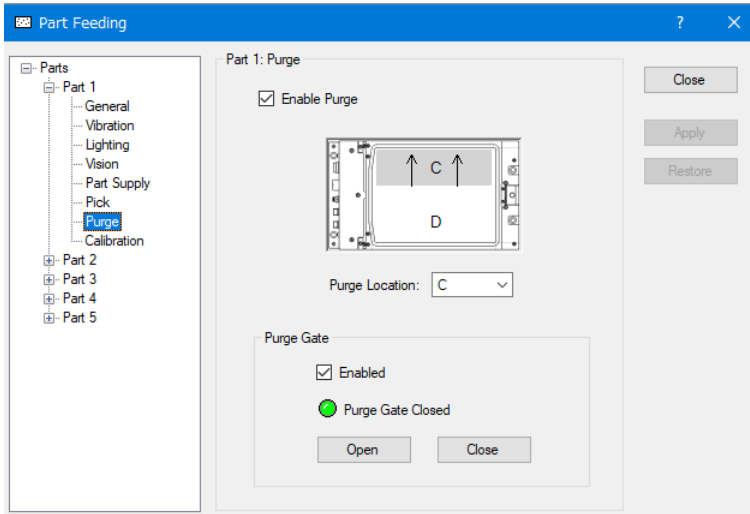 Part Feeding
?
Parts
Part 1
General
Vibration
Lighting
Vision
Part Supply
Pick
Purge
Calibration
Part 2
Part 3
Part 4
Part 5
Part 1: Purge
Enable Purge
C
D
Purge Location: C
Purge Gate
Enabled
Purge Gate Closed
Open Close
Close
Apply
Restore